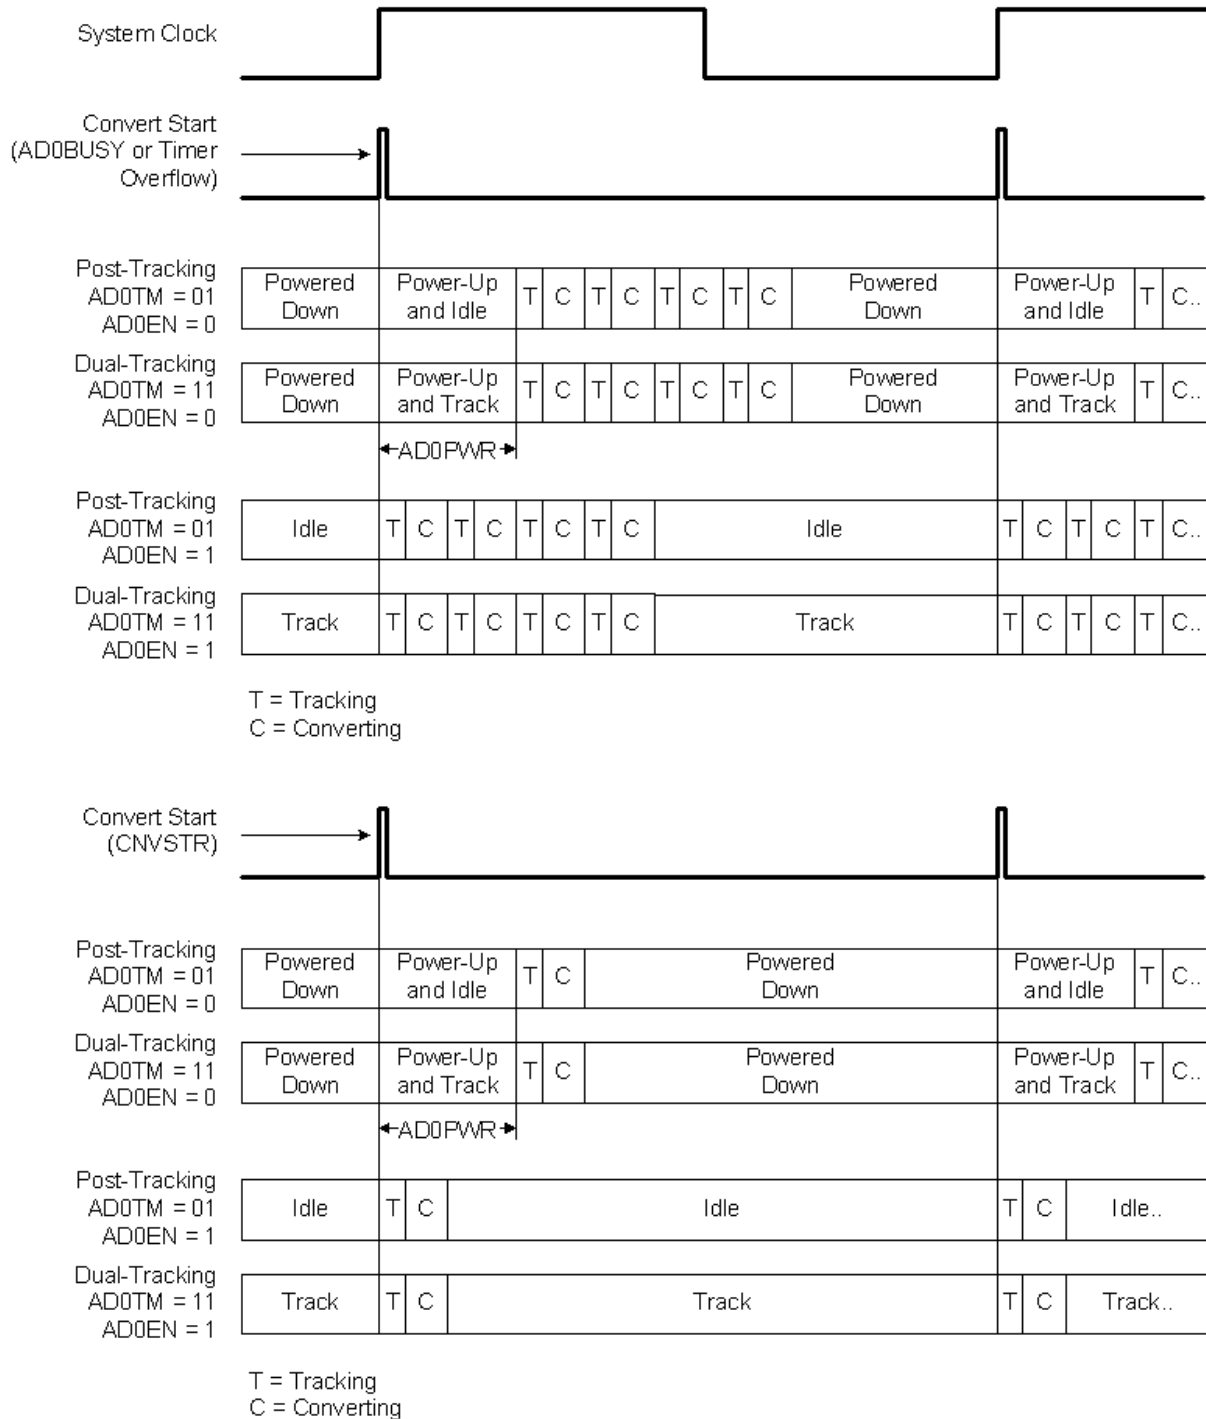 System Clock
Convert Start
(AD0BUSY or Timer
Overflow)
Post-Tracking
AD0TM = 01
AD0EN = 0
Powered
Down
Power-Up
and Idle
T C T C T C T C
Powered
Down
Power-Up
and Idle
T C..
Dual-Tracking
AD0TM = 11
AD0EN = 0
Powered
Down
Power-Up
and Track
T C T C T C T C
Powered
Down
Power-Up
and Track
T C..
AD0PWR
Post-Tracking
AD0TM = 01
AD0EN = 1
Idle T C T C T C T C Idle T C T C T C..
Dual-Tracking
AD0TM = 11
AD0EN = 1
Track T C T C T C T C Track T C T C T C..
T = Tracking
C = Converting
Convert Start
(CNVSTR)
Post-Tracking
AD0TM = 01
AD0EN = 0
Powered
Down
Power-Up
and Idle
T C
Powered
Down
Power-Up
and Idle
T C..
Dual-Tracking
AD0TM = 11
AD0EN = 0
Powered
Down
Power-Up
and Track
T C
Powered
Down
Power-Up
and Track
T C..
AD0PWR
Post-Tracking
AD0TM = 01
AD0EN = 1
Idle T C Idle T C Idle..
Dual-Tracking
AD0TM = 11
AD0EN = 1
Track T C Track T C Track..
T = Tracking
C = Converting